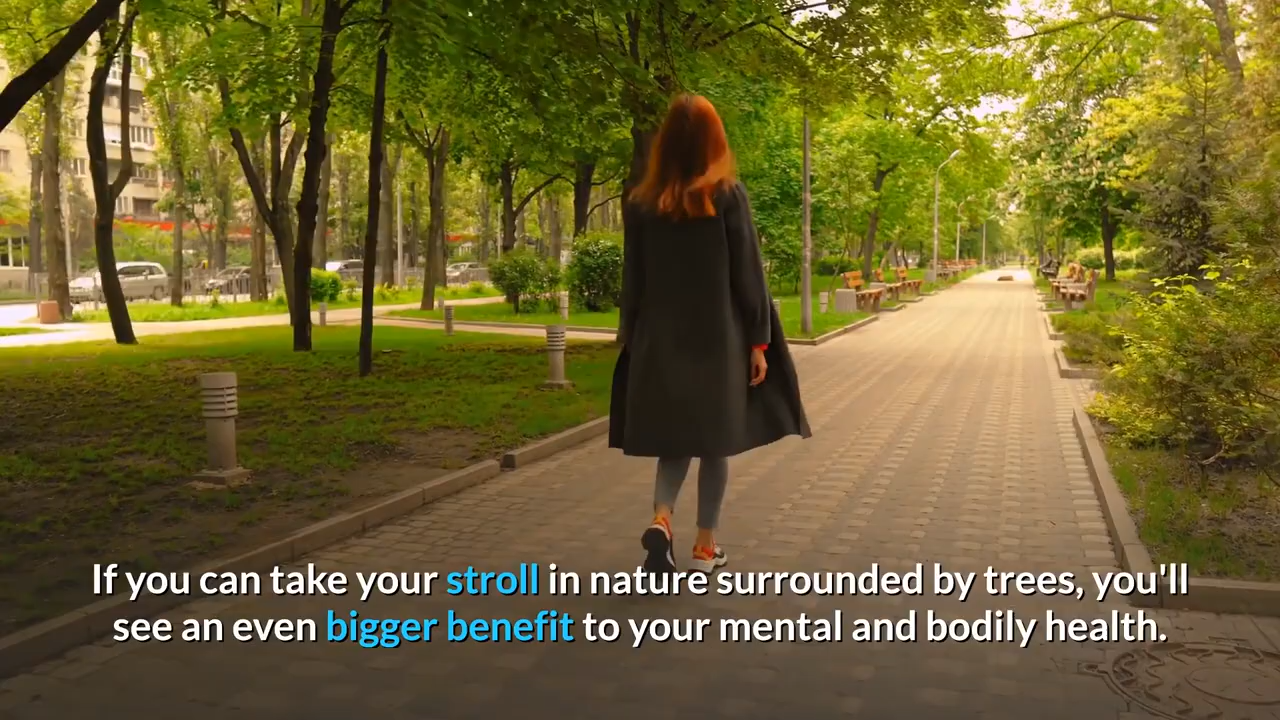 If you can take your stroll in nature surrounded by trees, you'll
see an even bigger benefit to your mental and bodily health.